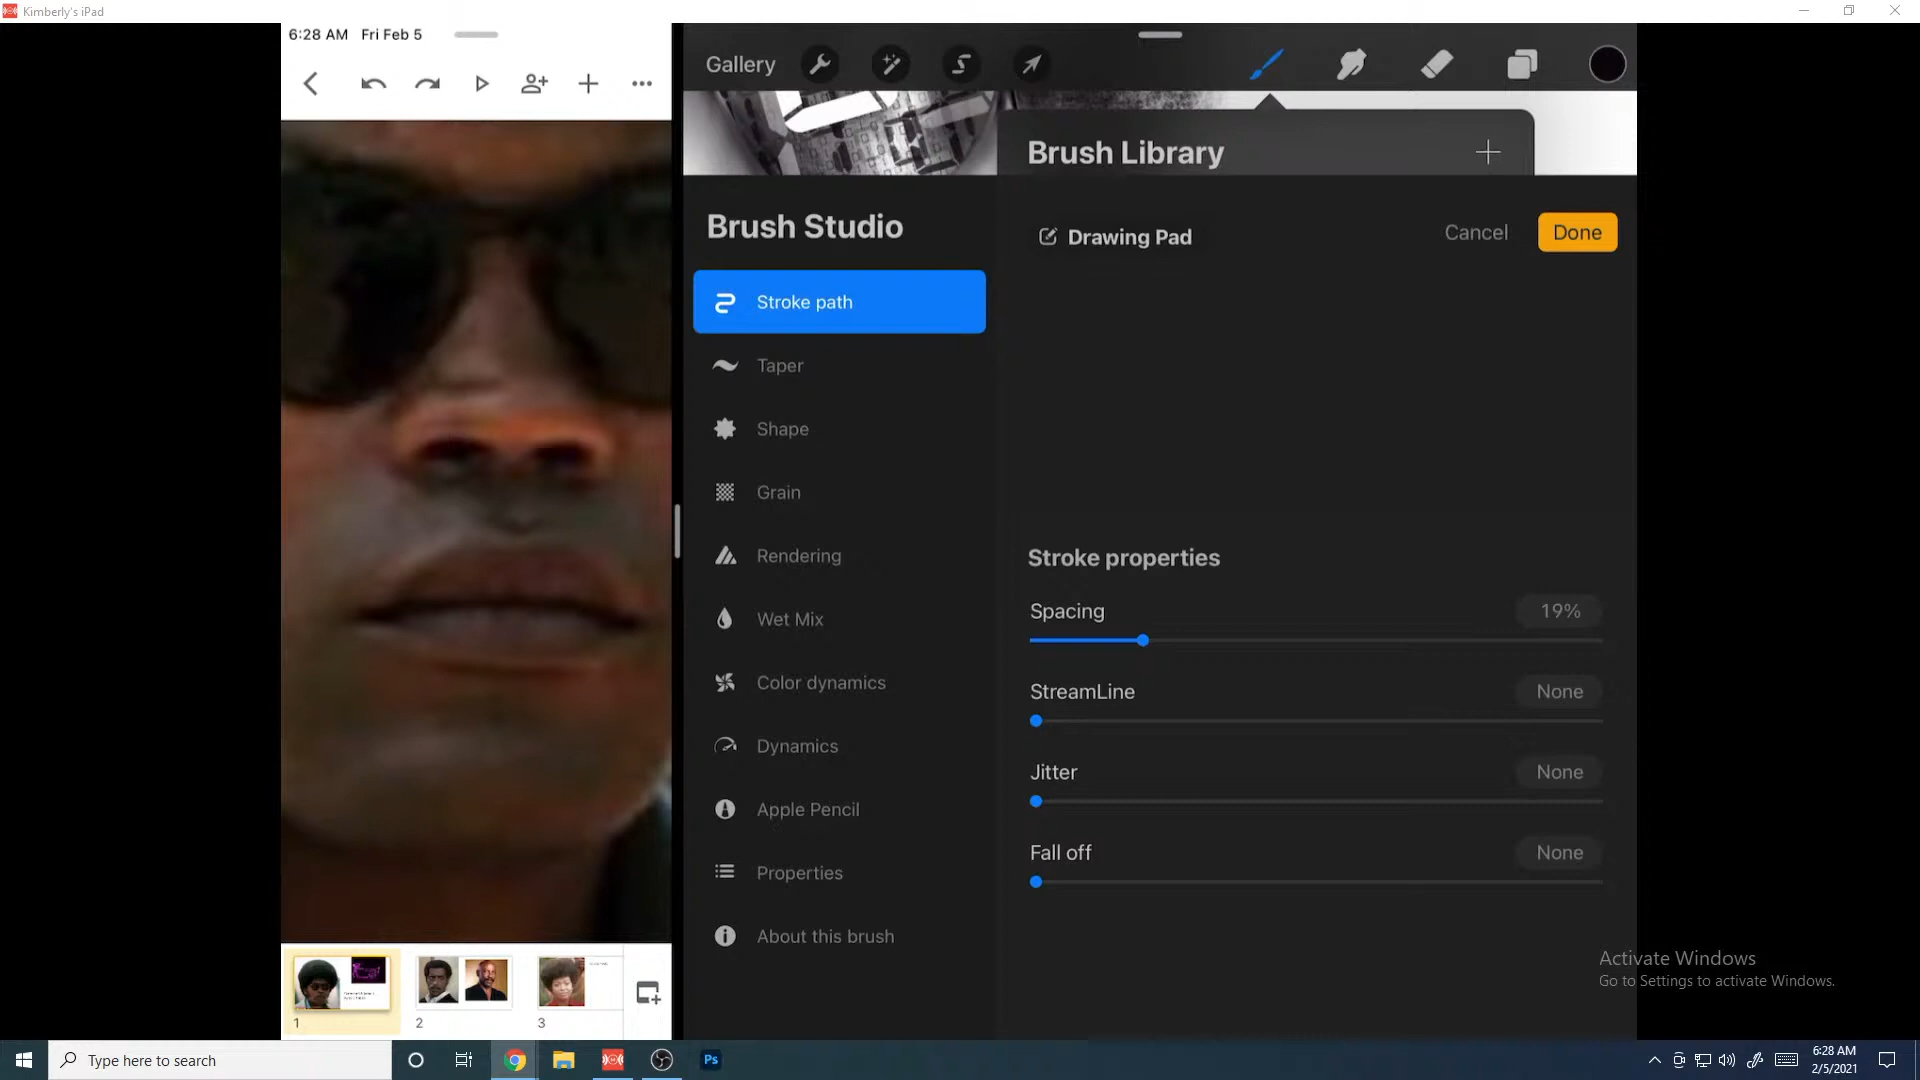 Kimberly's iPad
6:28 AM Fri Feb 5
Gallery
Brush Library
Brush Studio
Drawing Pad
Cancel
Done
Stroke path
Taper
Shape
Grain
Rendering
Wet Mix
Color dynamics
Dynamics
Apple Pencil
Properties
About this brush
Stroke properties
Spacing 19%
StreamLine None
Jitter None
Fall off None
1
2
3
Activate Windows
Go to Settings to activate Windows.
Type here to search
Ps
6:28 AM
2/5/2021